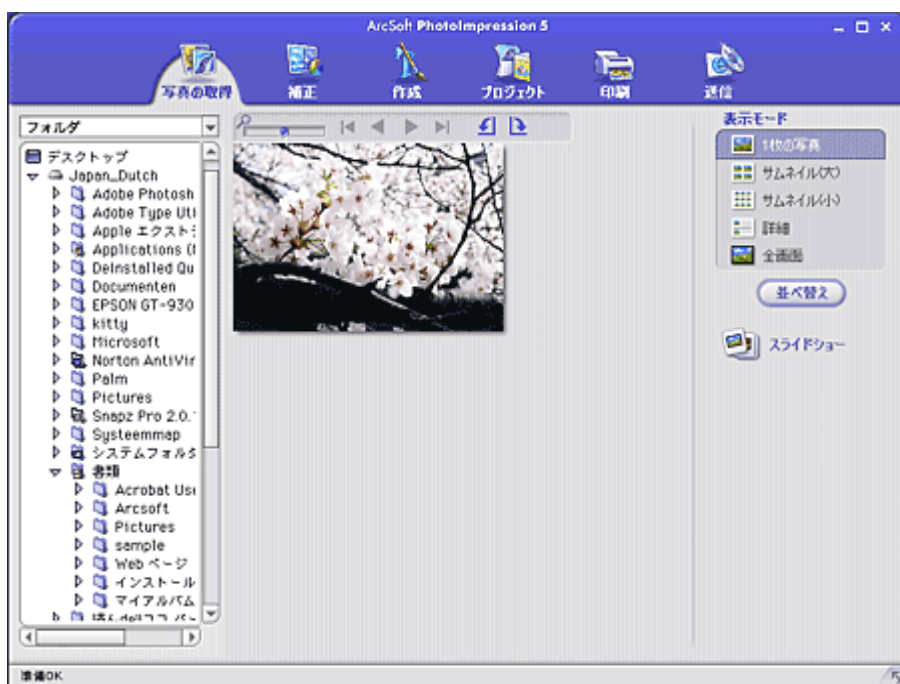 ArcSoft PhotoImpression 5
写真の取得
補正
作成
プロジェクト
印刷
送信
フォルダ
デスクトップ
Japan_Dutch
Adobe Photosh
Adobe Type Uti
Apple エクストラ
Applications (
Deinstalled Qu
Documenten
EPSON GT-930
kitty
Microsoft
Norton AntiVir
Palm
Pictures
Snapz Pro 2.0.
Systeemmap
システムフォルダ
書類
Acrobat Use
Arcsoft
Pictures
sample
Web ページ
インストール
マイアルバム
表示モード
1枚の写真
サムネイル(大)
サムネイル(小)
詳細
全画面
並べ替え
スライドショー
準備OK